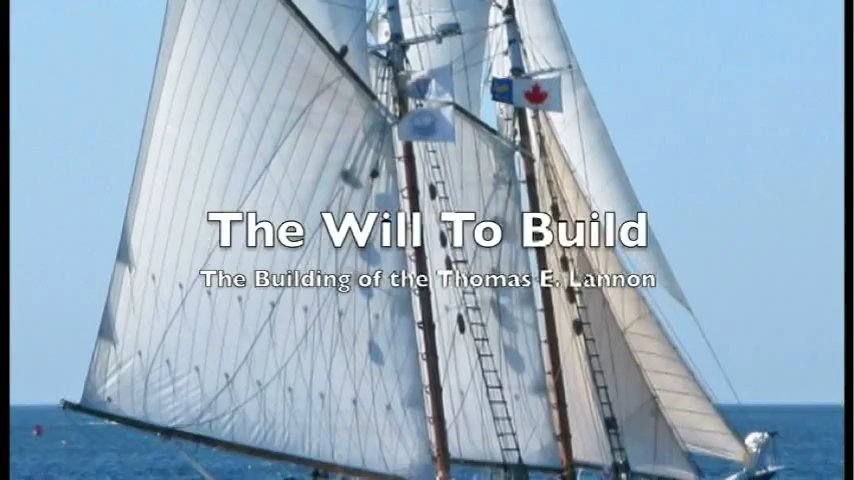 The Will To Build
The Building of the Thomas E. Lannon